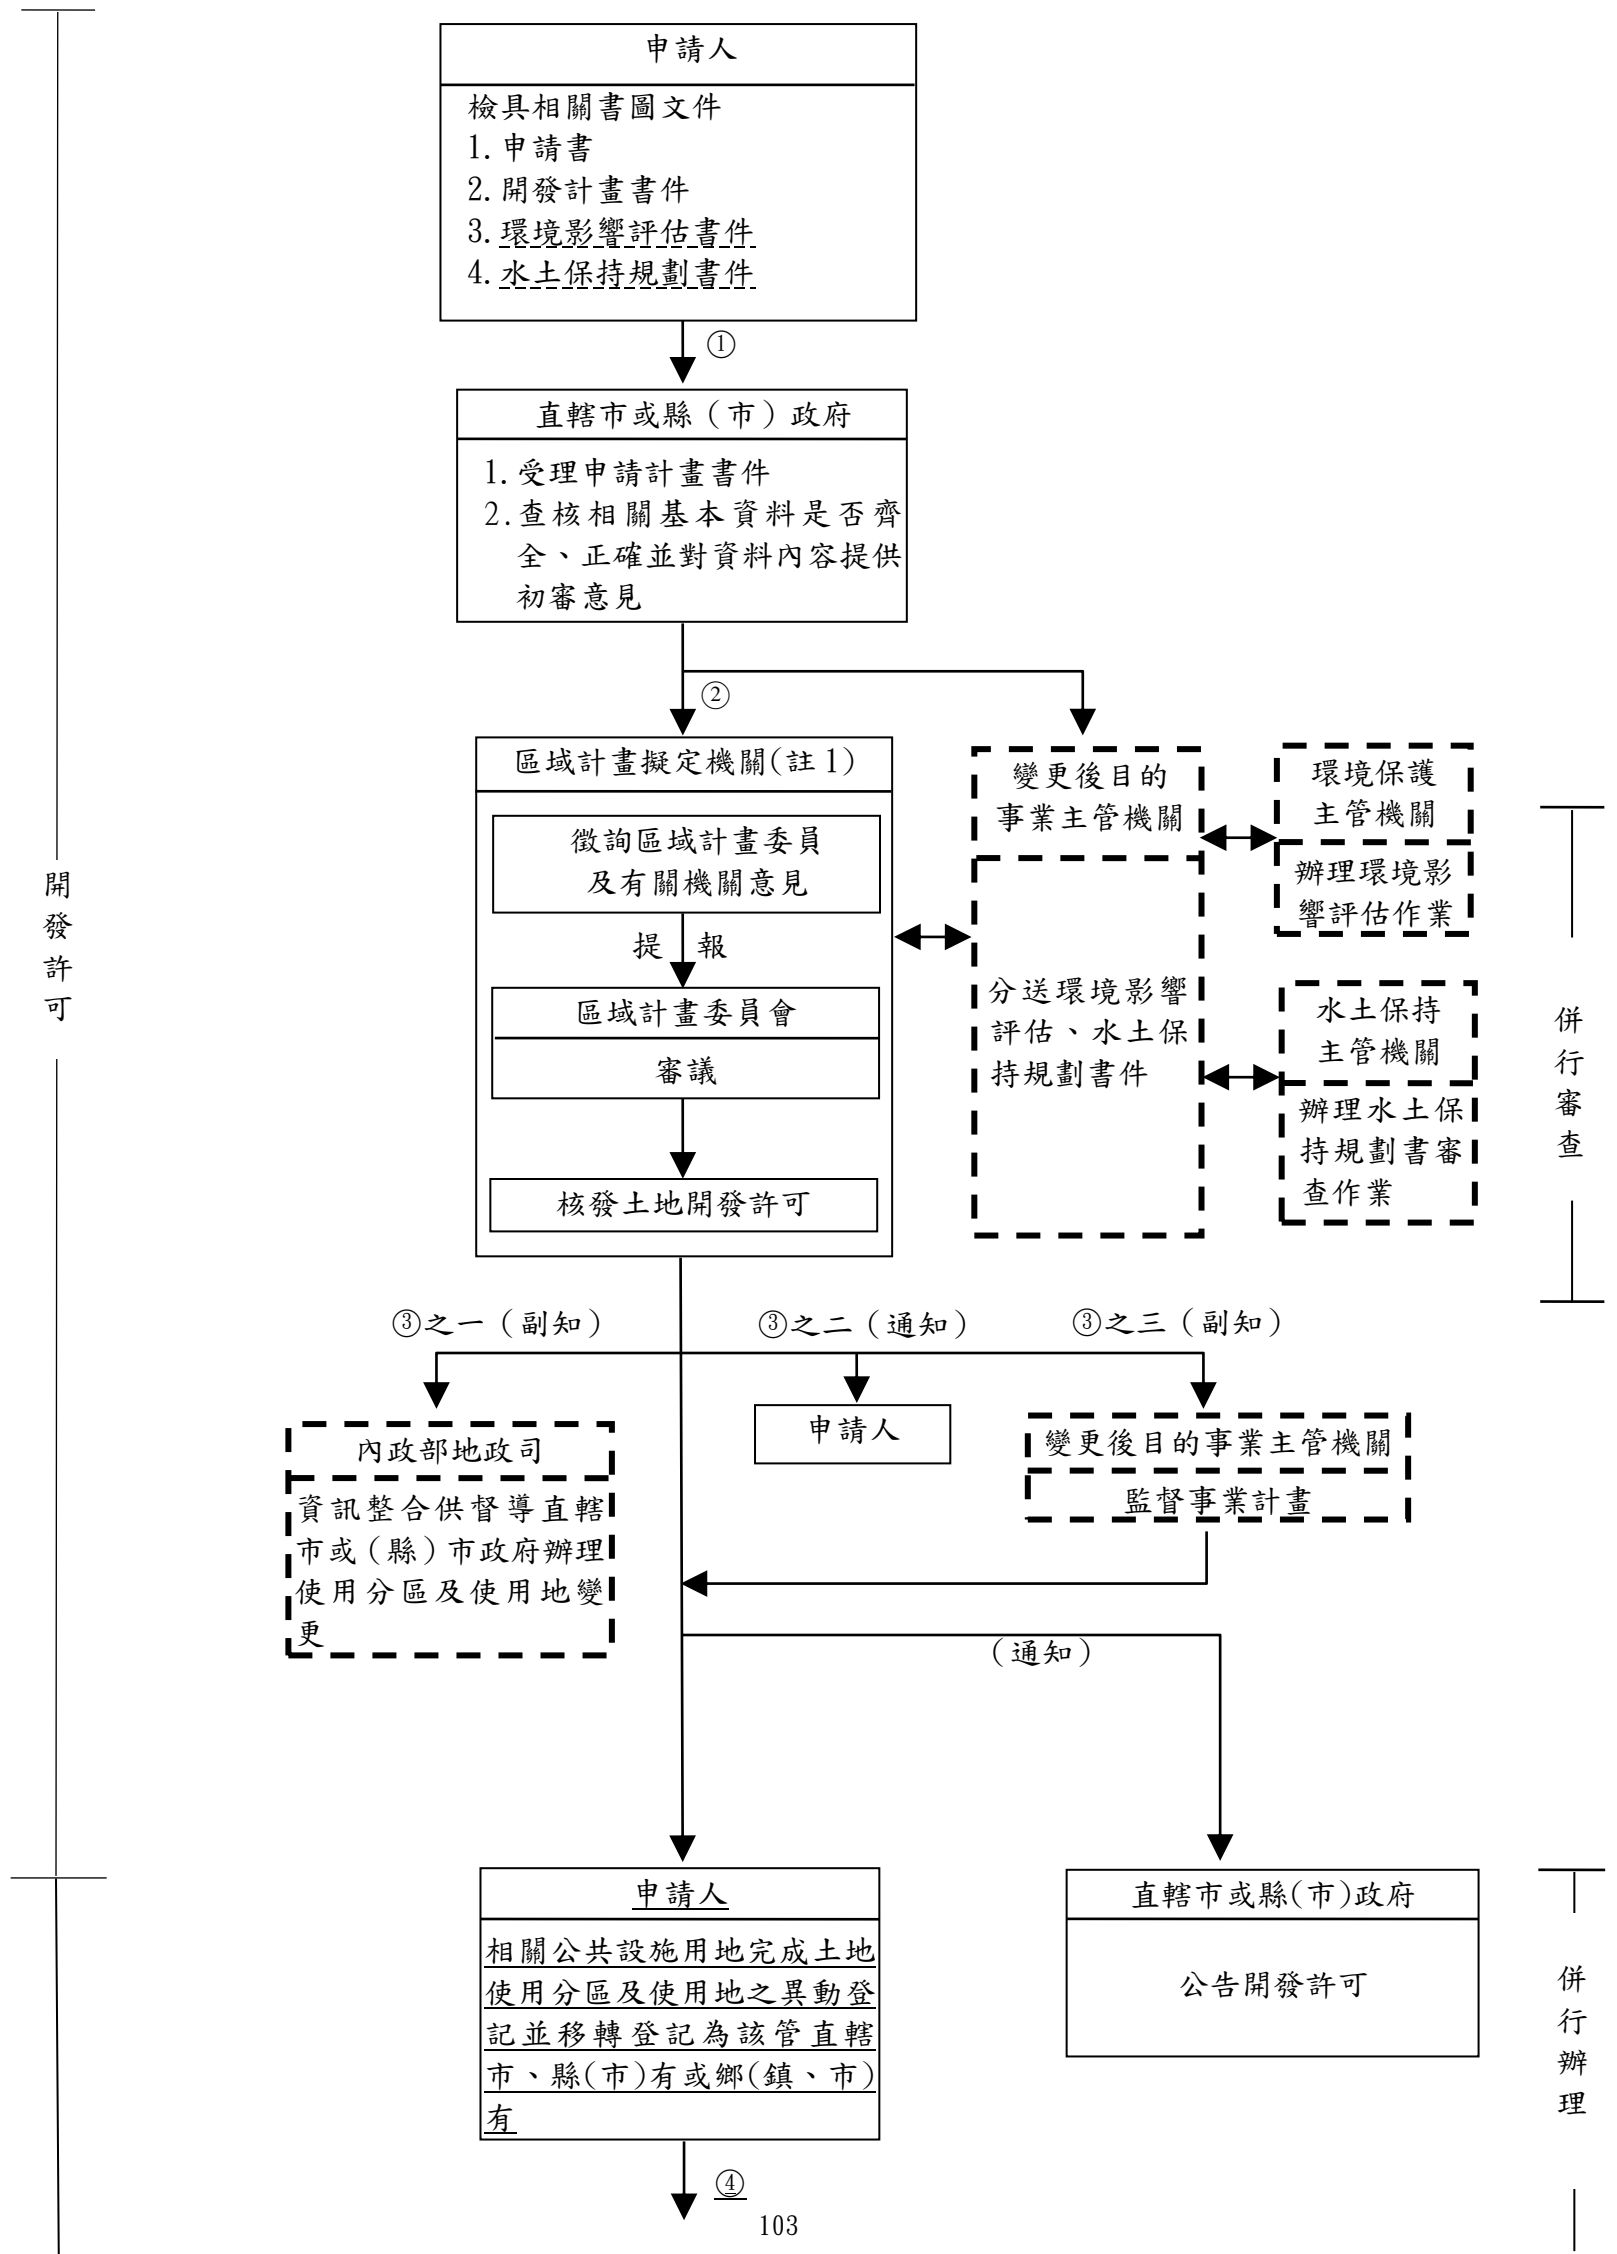 申請人
檢具相關書圖文件
1.申請書
2.開發計畫書件
3.環境影響評估書件
4.水土保持規劃書件
①
直轄市或縣（市）政府
1.受理申請計畫書件
2.查核相關基本資料是否齊
全、正確並對資料內容提供
初審意見
②
區域計畫擬定機關(註1)
徵詢區域計畫委員
及有關機關意見
提 報
區域計畫委員會
審議
核發土地開發許可
變更後目的
事業主管機關
分送環境影響
評估、水土保
持規劃書件
環境保護
主管機關
辦理環境影
響評估作業
水土保持
主管機關
辦理水土保
持規劃書審
查作業
開發許可
併行審查
③之一（副知）
③之二（通知）
③之三（副知）
內政部地政司
資訊整合供督導直轄
市或（縣）市政府辦理
使用分區及使用地變
更
申請人
變更後目的事業主管機關
監督事業計畫
（通知）
申請人
相關公共設施用地完成土地
使用分區及使用地之異動登
記並移轉登記為該管直轄
市、縣(市)有或鄉(鎮、市)
有
直轄市或縣(市)政府
公告開發許可
併行辦理
④
103